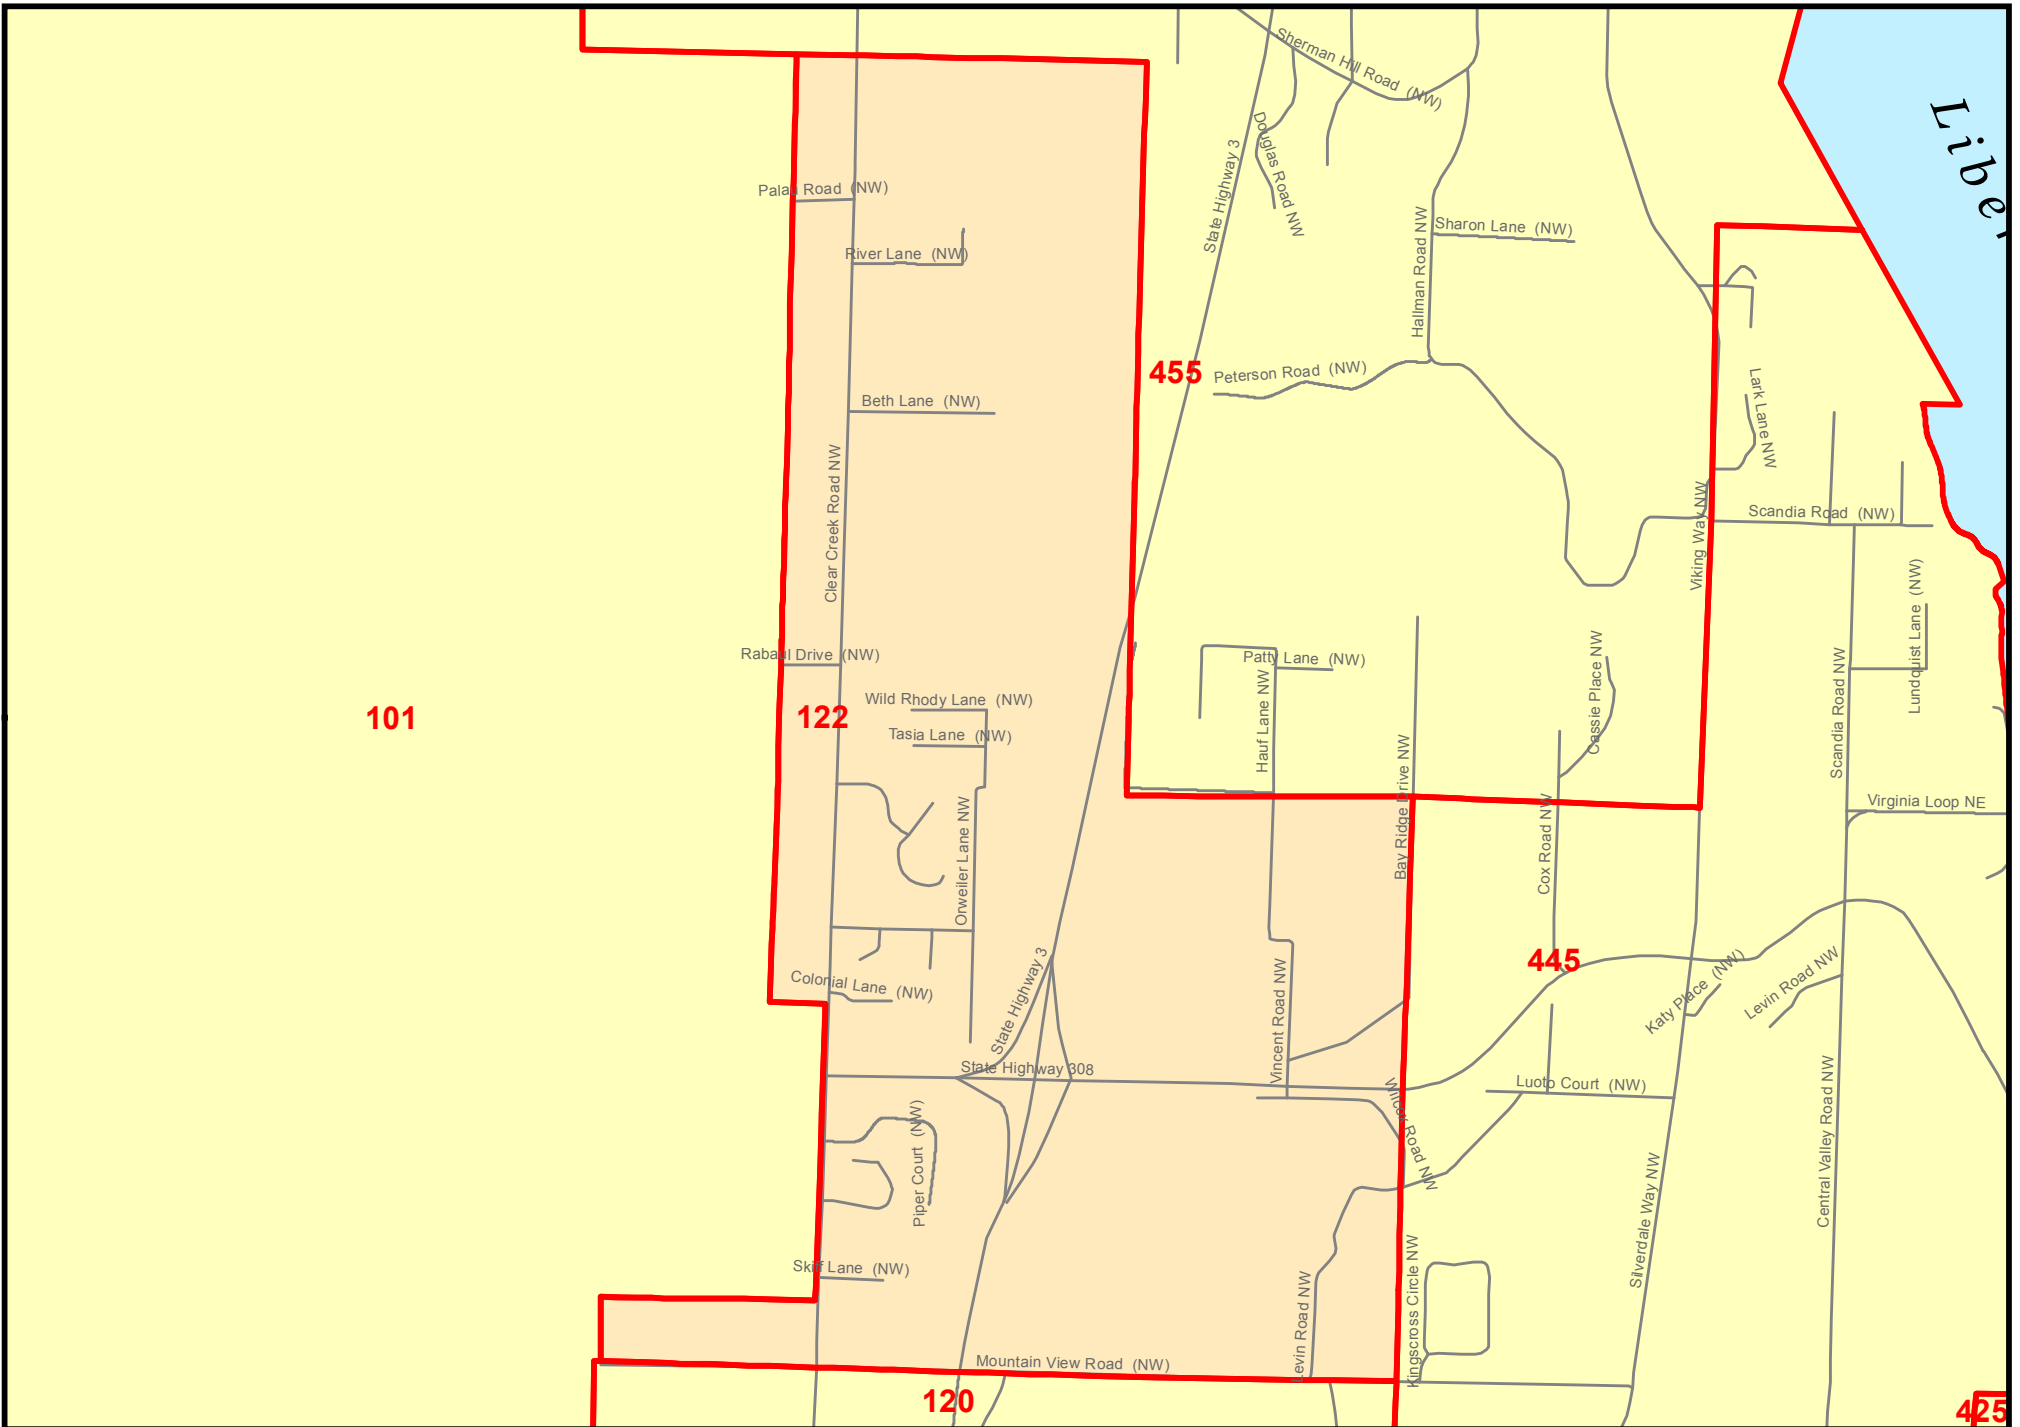 Sherman Hill Road (NW)
Liber
Douglas Road NW
State Highway 3
Palau Road (NW)
Sharon Lane (NW)
River Lane (NW)
Hallman Road NW
455
Peterson Road (NW)
Lark Lane NW
Beth Lane (NW)
Clear Creek Road NW
Scandia Road (NW)
Viking Way NW
Lundquist Lane (NW)
Rabaul Drive (NW)
Patty Lane (NW)
Cassie Place NW
Wild Rhody Lane (NW)
101
122
Hauf Lane NW
Scandia Road NW
Tasia Lane (NW)
Bay Ridge Drive NW
Virginia Loop NE
Orweiler Lane NW
Cox Road NW
445
Colonial Lane (NW)
State Highway 3
Vincent Road NW
Katy Place (NW)
Levin Road NW
State Highway 308
Luoto Court (NW)
Wilcox Road NW
Central Valley Road NW
Piper Court (NW)
Silverdale Way NW
Skiff Lane (NW)
Levin Road NW
Kingscross Circle NW
Mountain View Road (NW)
120
425